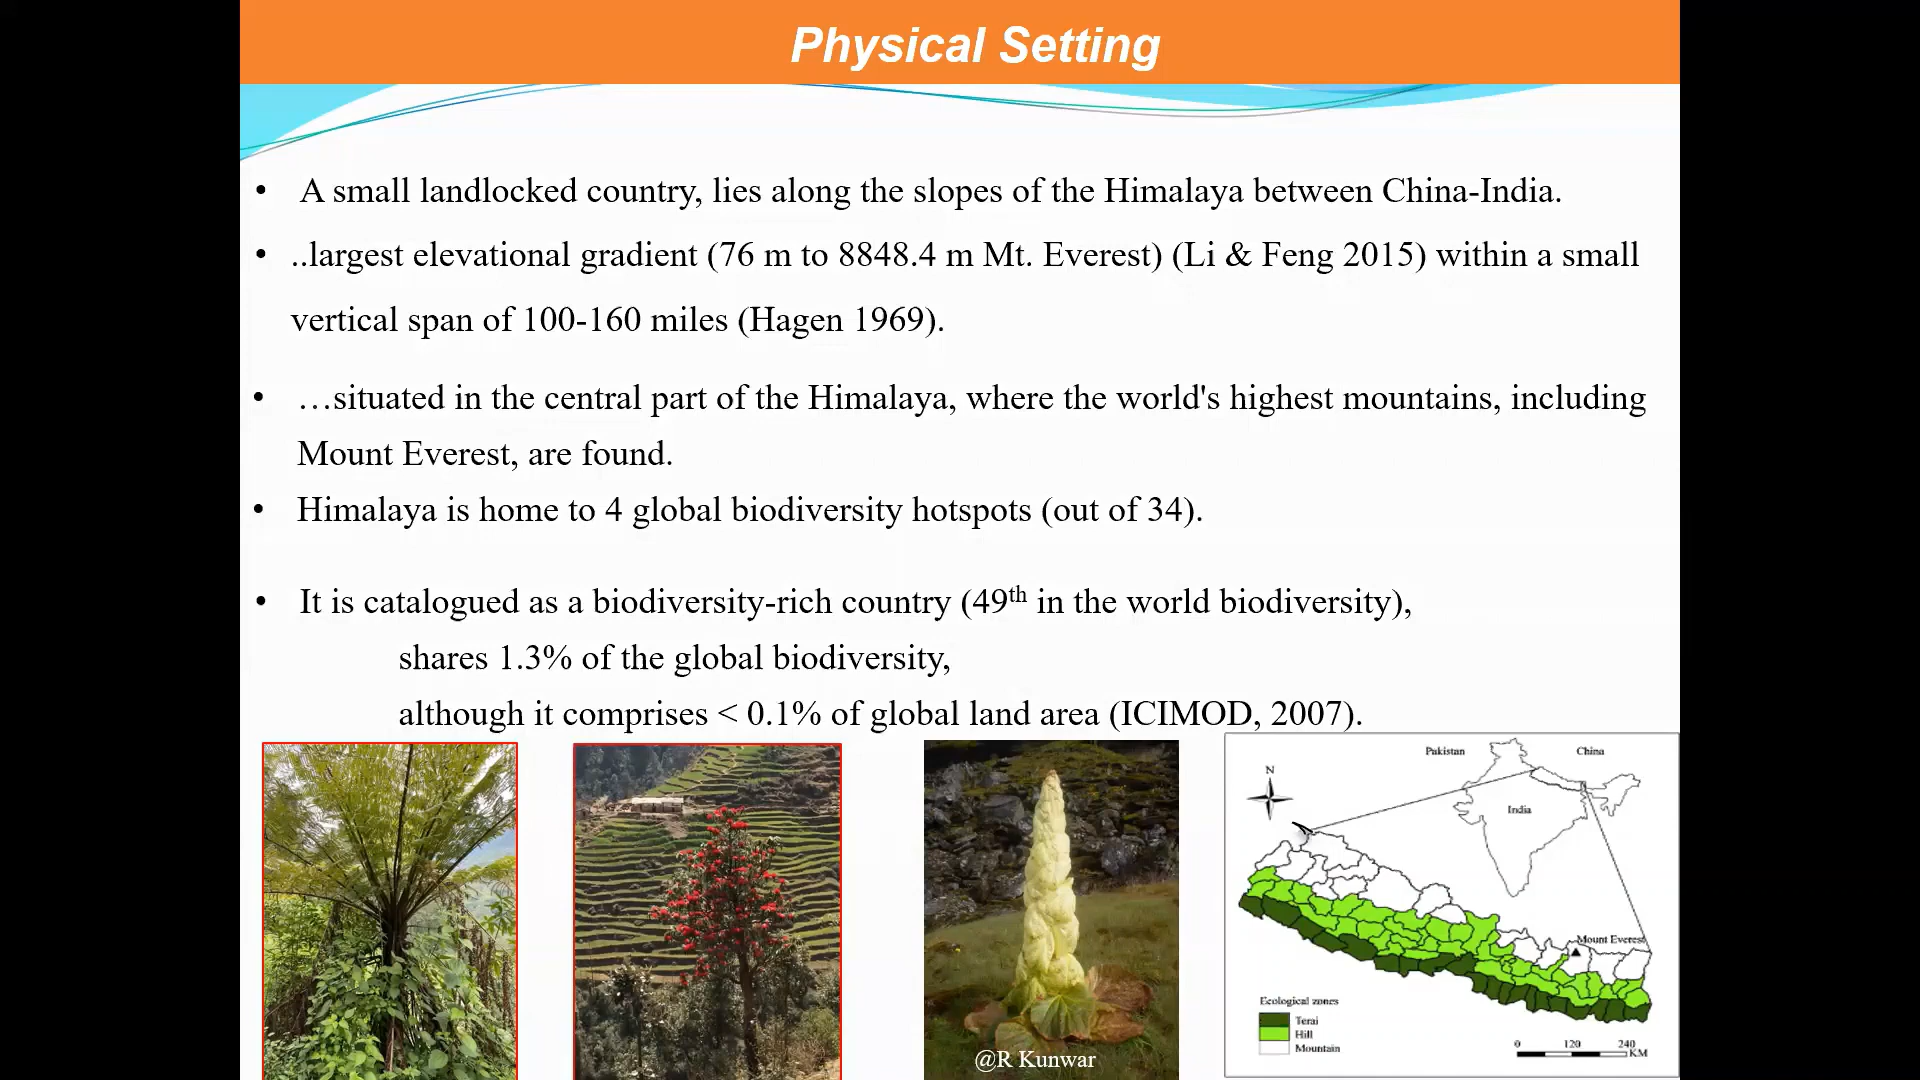 Physical Setting
• A small landlocked country, lies along the slopes of the Himalaya between China-India.
• ..largest elevational gradient (76 m to 8848.4 m Mt. Everest) (Li & Feng 2015) within a small
vertical span of 100-160 miles (Hagen 1969).
• …situated in the central part of the Himalaya, where the world's highest mountains, including
Mount Everest, are found.
• Himalaya is home to 4 global biodiversity hotspots (out of 34).
• It is catalogued as a biodiversity-rich country (49th in the world biodiversity),
shares 1.3% of the global biodiversity,
although it comprises < 0.1% of global land area (ICIMOD, 2007).
@R Kunwar
Pakistan China
N
India
Mount Everest
Ecological zones
Terai
Hill
Mountain
0 120 240
KM